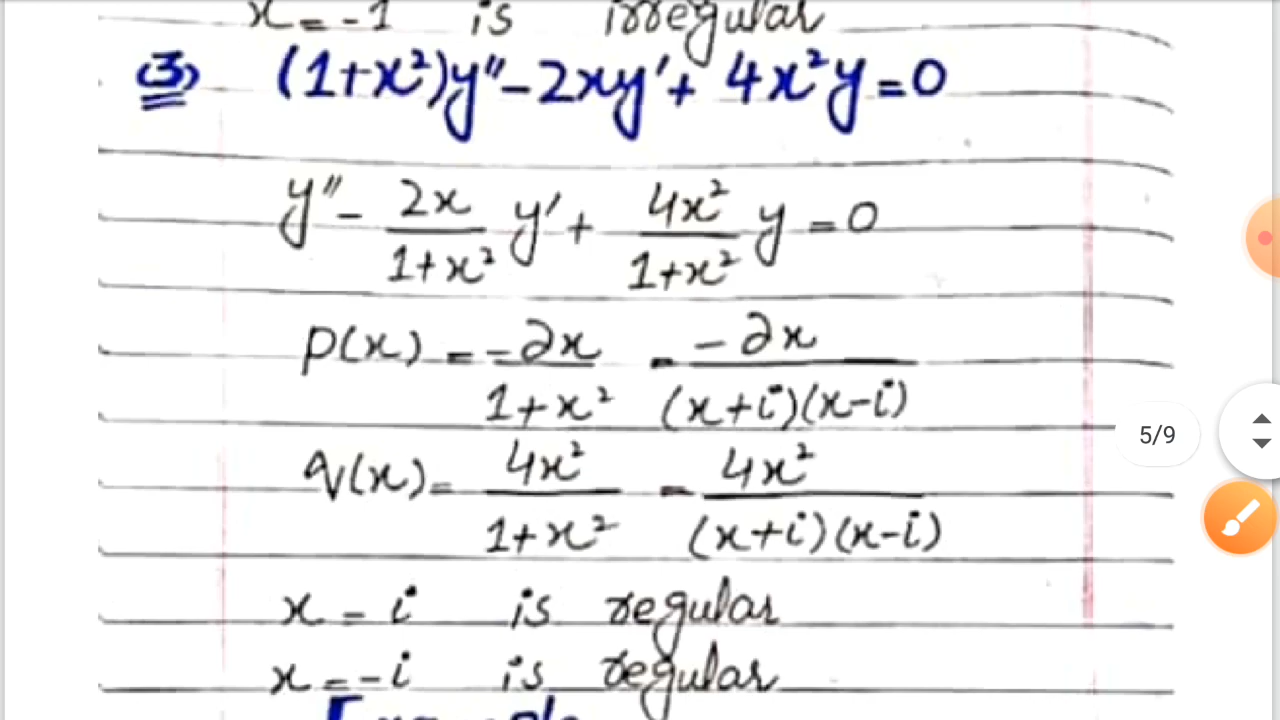 x = -1 is irregular
(3) (1+x²)y'' - 2xy' + 4x²y = 0
y'' - 2x/(1+x²) y' + 4x²/(1+x²) y = 0
p(x) = -2x/(1+x²) = -2x/((x+i)(x-i))
q(x) = 4x²/(1+x²) = 4x²/((x+i)(x-i))
5/9
x = i is regular
x = -i is regular